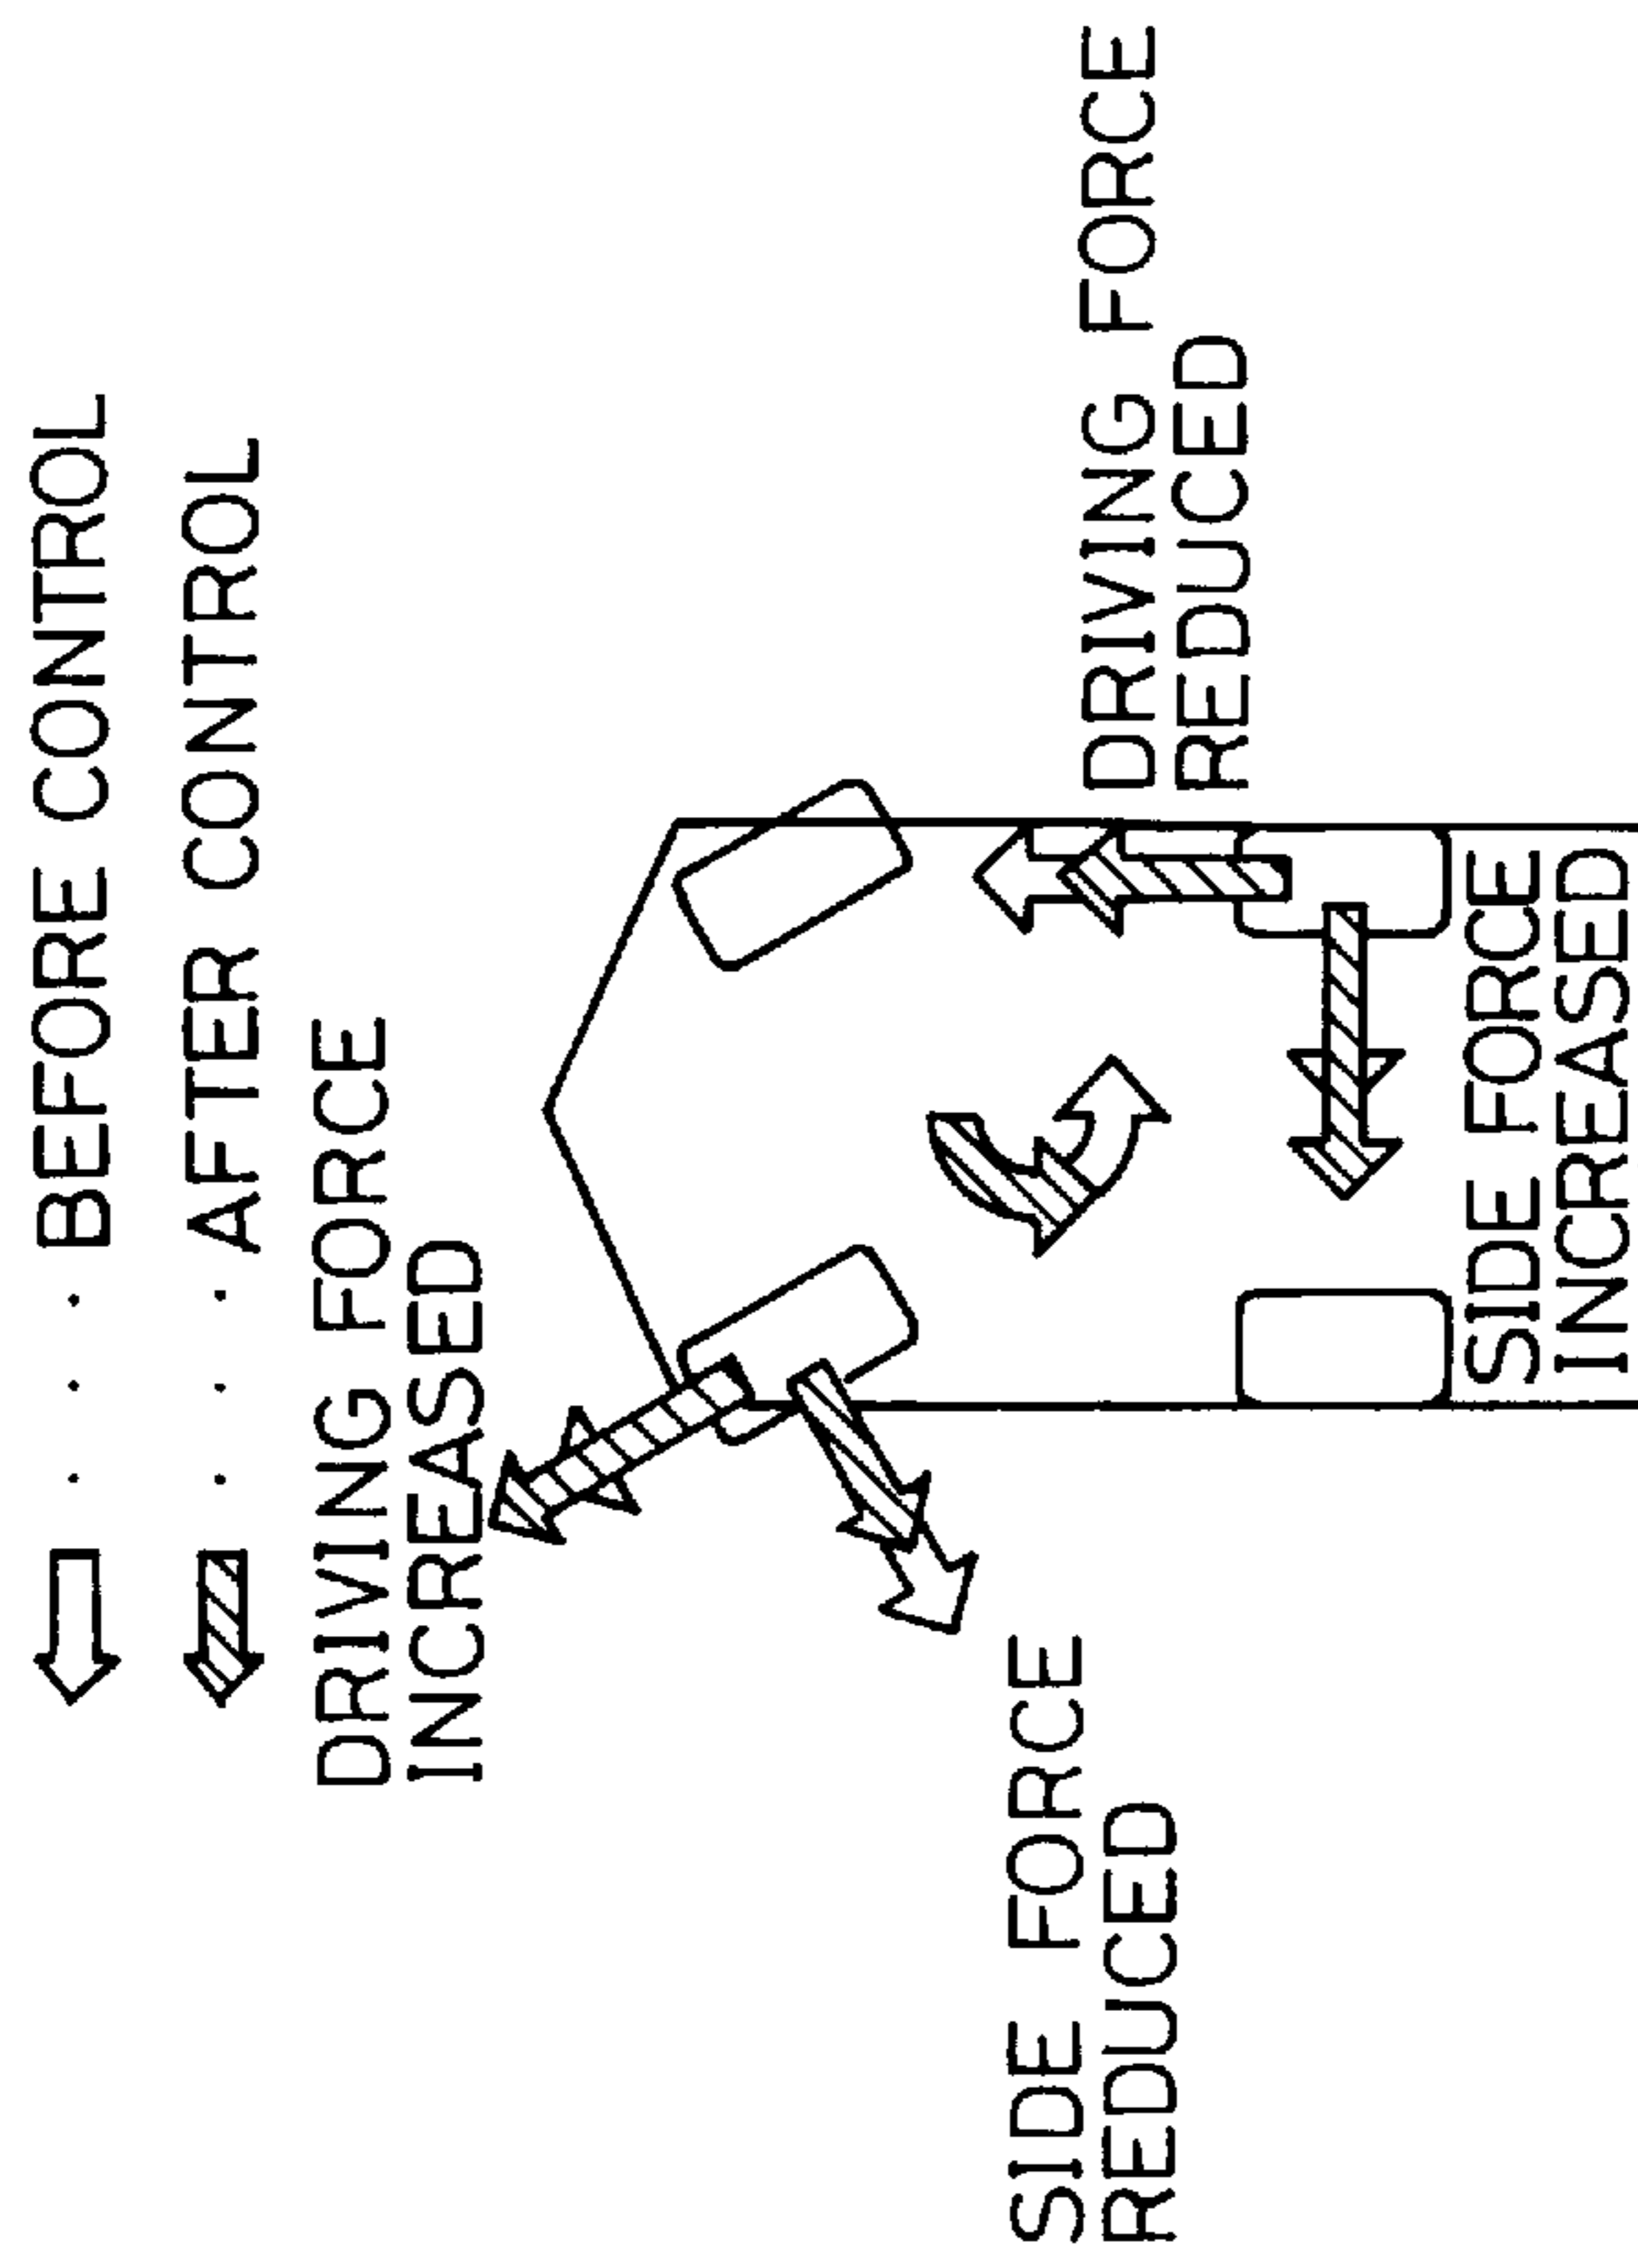 . . . BEFORE CONTROL
. . . AFTER CONTROL
DRIVING FORCE
INCREASED
SIDE FORCE
REDUCED
DRIVING FORCE
REDUCED
SIDE FORCE
INCREASED